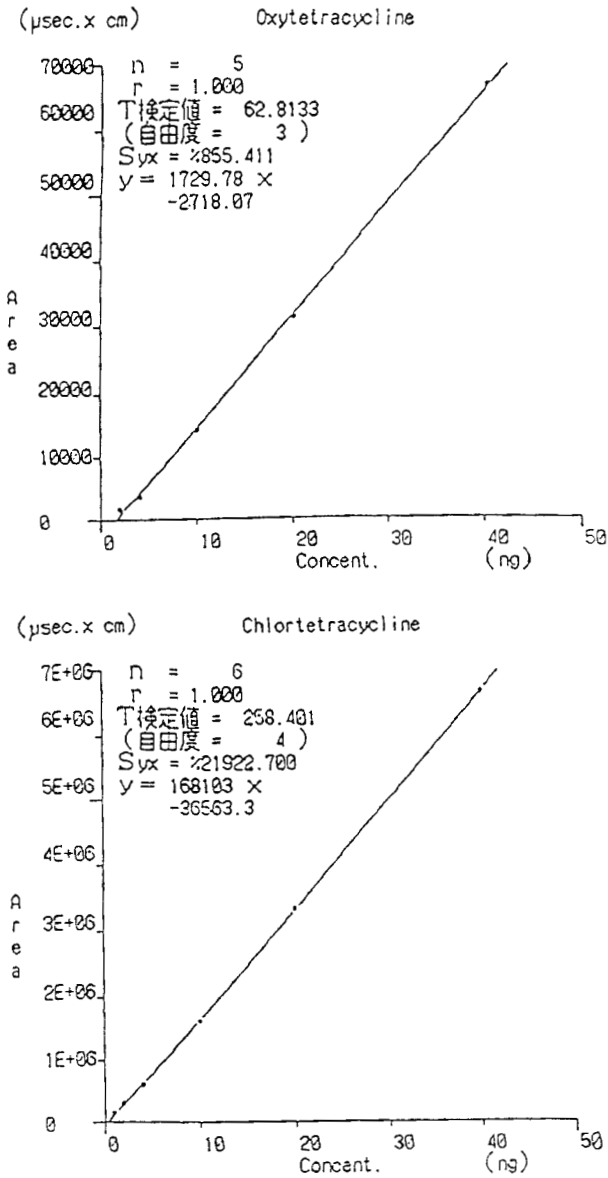 (µsec.x cm) Oxytetracycline
70000
n = 5
r = 1.000
T検定値 = 62.8133
60000
(自由度 = 3 )
Syx = %855.411
50000
y = 1729.78 x
-2718.07
40000
Area
30000
20000
10000
0
0 10 20 30 40 50
Concent. (ng)
(µsec.x cm) Chlortetracycline
7E+06
n = 6
r = 1.000
6E+06
T検定値 = 258.401
(自由度 = 4 )
Syx = %21922.700
5E+06
y = 168103 x
-36563.3
4E+06
Area
3E+06
2E+06
1E+06
0
0 10 20 30 40 50
Concent. (ng)